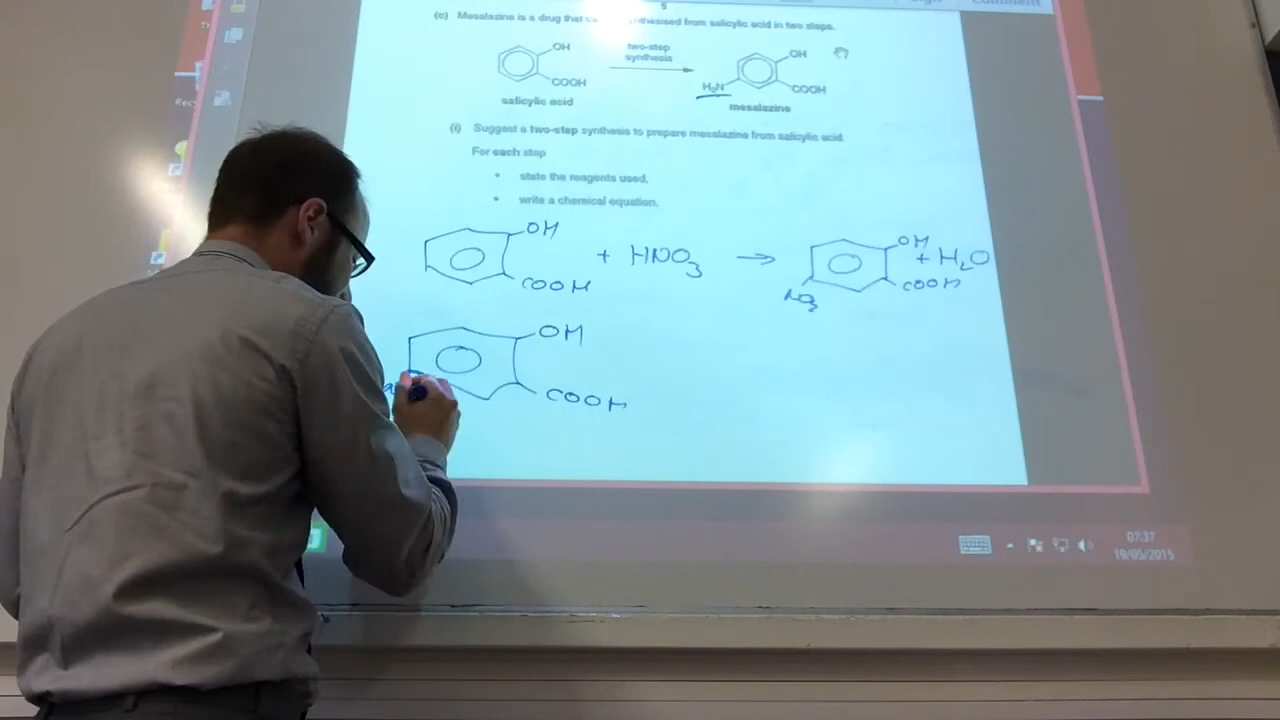 5
Comment
(c) Mesalazine is a drug that synthesised from salicylic acid in two steps.
OH
COOH
salicylic acid
two-step
synthesis
H₂N
OH
COOH
mesalazine
(i) Suggest a two-step synthesis to prepare mesalazine from salicylic acid.
For each step
• state the reagents used,
• write a chemical equation.
OH
COOH
+ HNO₃ →
OH
COOH
NO₂
+ H₂O
OH
COOH
07:37
19/05/2015